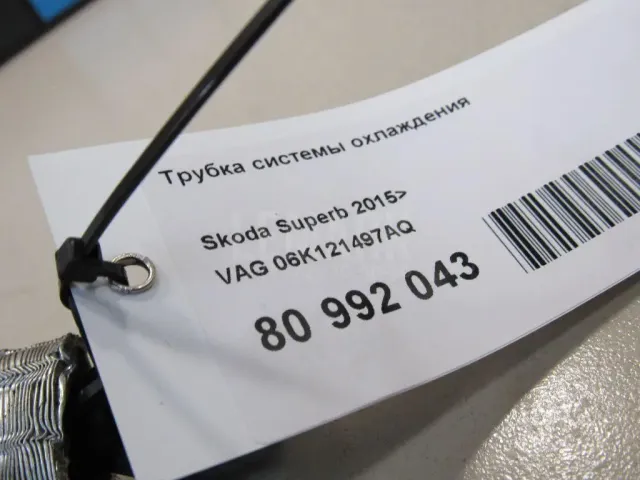 Трубка системы охлаждения
Skoda Superb 2015>
VAG 06K121497AQ
80 992 043